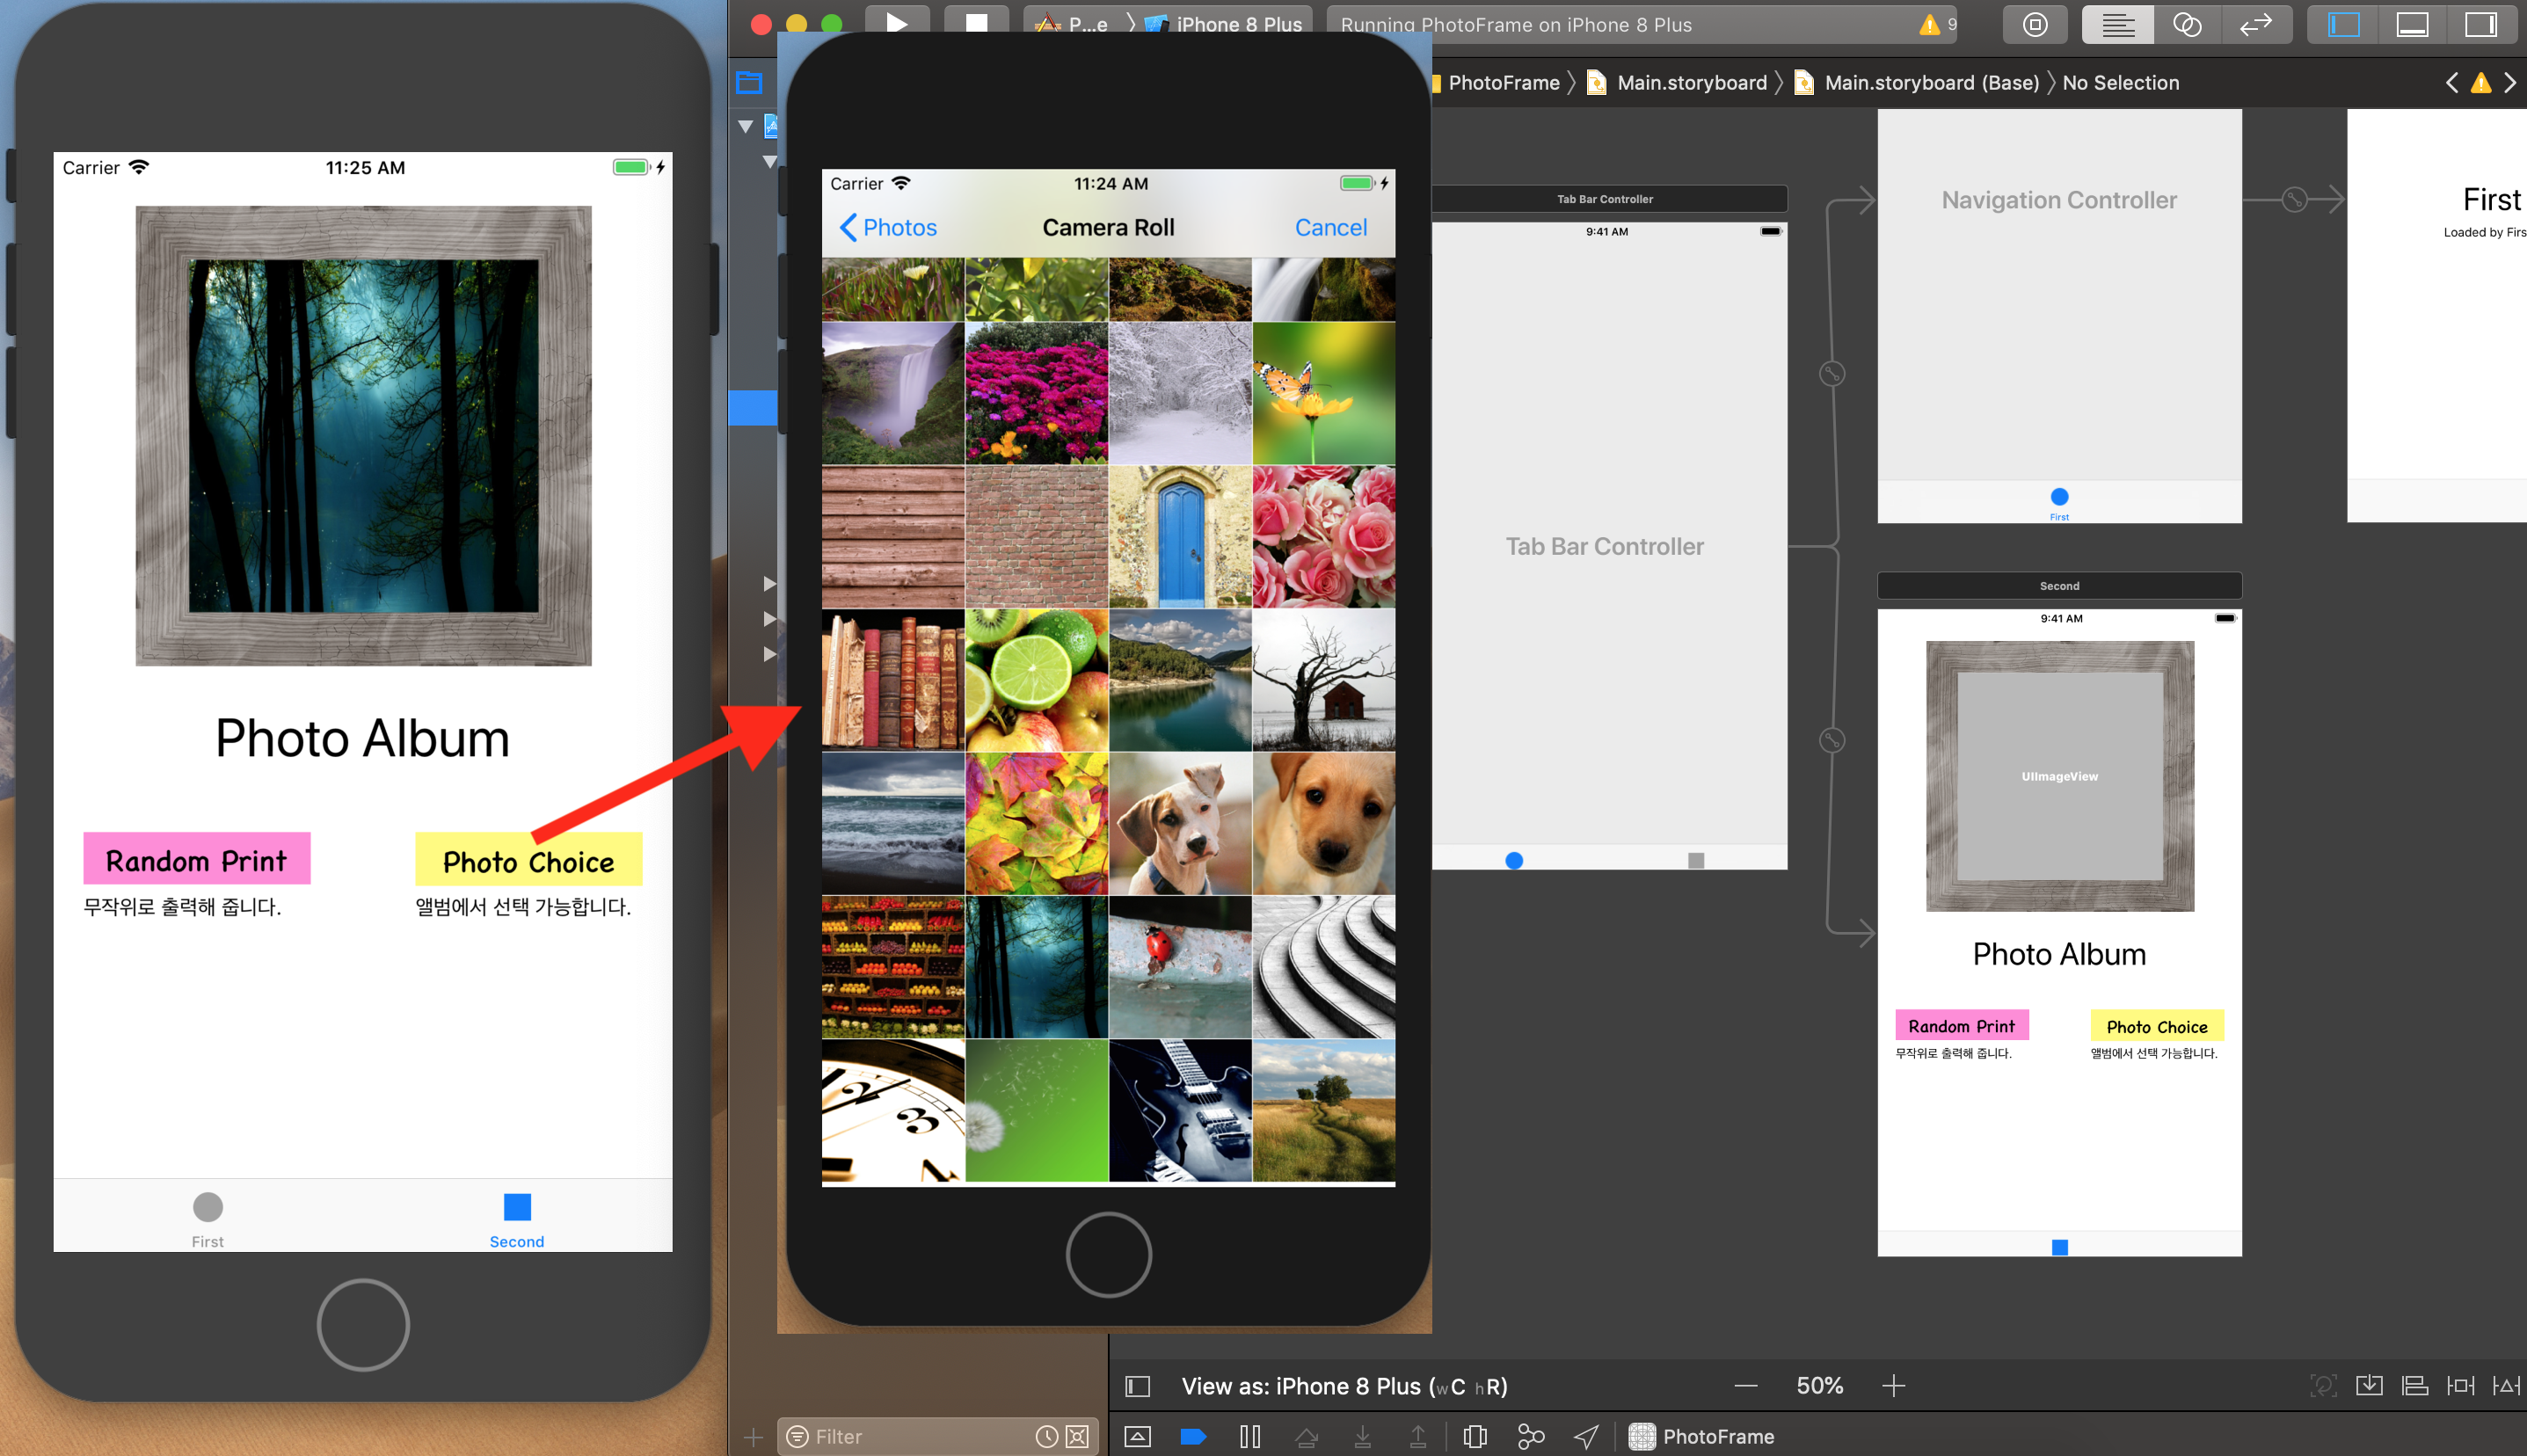 Carrier
11:25 AM
Photo Album
Random Print
Photo Choice
무작위로 출력해 줍니다.
앨범에서 선택 가능합니다.
First
Second
Carrier
11:24 AM
Photos
Camera Roll
Cancel
12
3
P...e
iPhone 8 Plus
Running PhotoFrame on iPhone 8 Plus
9
PhotoFrame
Main.storyboard
Main.storyboard (Base)
No Selection
Tab Bar Controller
9:41 AM
Tab Bar Controller
Navigation Controller
First
First
Loaded by Firs
Second
9:41 AM
UIImageView
Photo Album
Random Print
Photo Choice
무작위로 출력해 줍니다.
앨범에서 선택 가능합니다.
View as: iPhone 8 Plus (wC hR)
50%
Filter
PhotoFrame